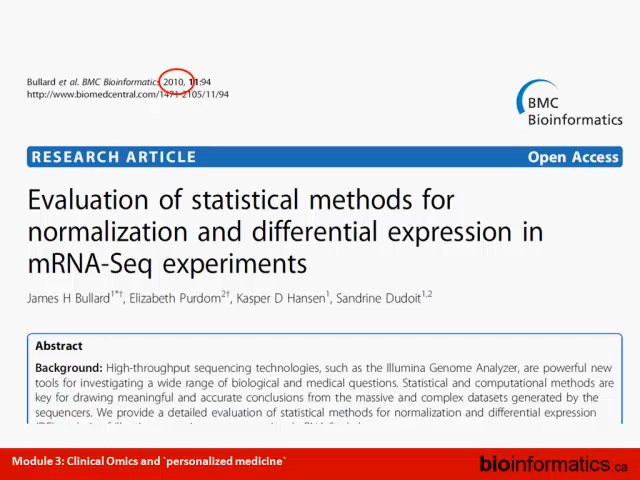 Bullard et al. BMC Bioinformatics 2010, 11:94
http://www.biomedcentral.com/1471-2105/11/94
BMC
Bioinformatics
RESEARCH ARTICLE Open Access
Evaluation of statistical methods for
normalization and differential expression in
mRNA-Seq experiments
James H Bullard1*†, Elizabeth Purdom2†, Kasper D Hansen1, Sandrine Dudoit1,2
Abstract
Background: High-throughput sequencing technologies, such as the Illumina Genome Analyzer, are powerful new
tools for investigating a wide range of biological and medical questions. Statistical and computational methods are
key for drawing meaningful and accurate conclusions from the massive and complex datasets generated by the
sequencers. We provide a detailed evaluation of statistical methods for normalization and differential expression
Module 3: Clinical Omics and `personalized medicine`
bioinformatics.ca